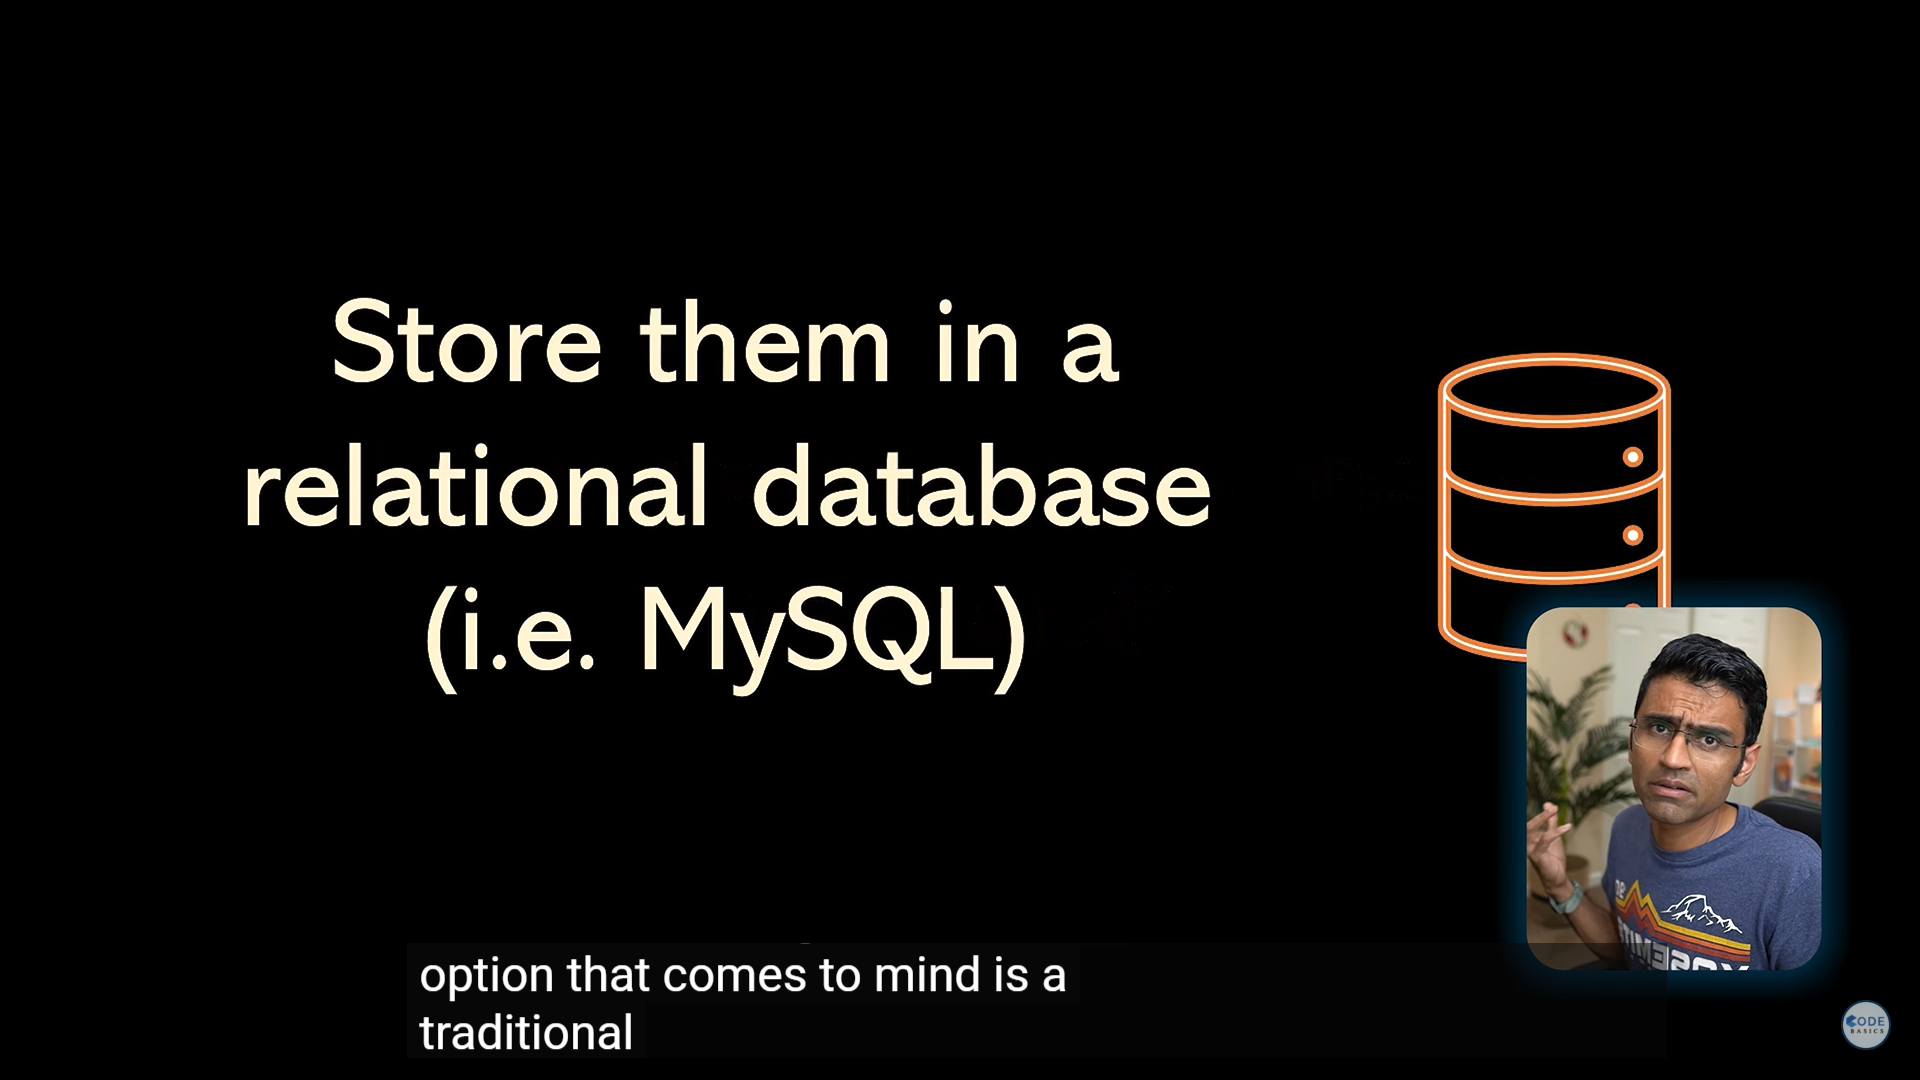 Store them in a
relational database
(i.e. MySQL)
option that comes to mind is a
traditional
CODE
BASICS